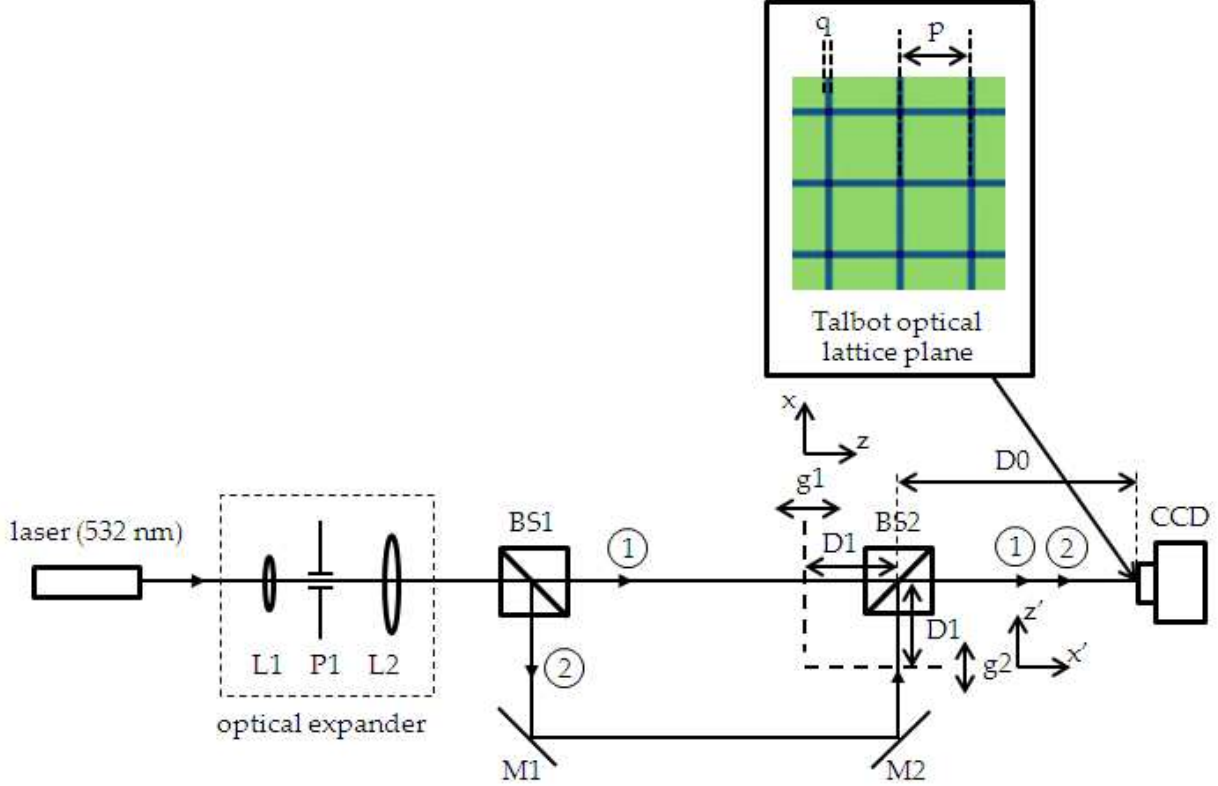 q
p
Talbot optical
lattice plane
x
z
D0
g1
laser (532 nm)
BS1
BS2
CCD
1
D1
1
2
L1
P1
L2
2
D1
z′
x′
g2
optical expander
M1
M2